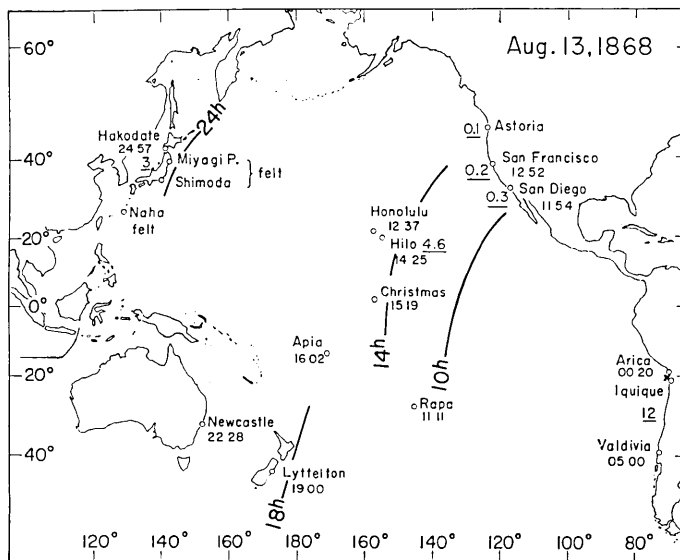 Aug. 13, 1868
60°
40°
20°
0°
20°
40°
24h
Hakodate
24 57
3
Miyagi P.
Shimoda
} felt
Naha
felt
0.1
Astoria
0.2
San Francisco
12 52
0.3
San Diego
11 54
Honolulu
12 37
Hilo 4.6
14 25
Christmas
15 19
14h
10h
Apia
16 02
Rapa
11 11
Newcastle
22 28
Lyttelton
19 00
18h
Arica
00 20
Iquique
12
Valdivia
05 00
120° 140° 160° 180° 160° 140° 120° 100° 80°